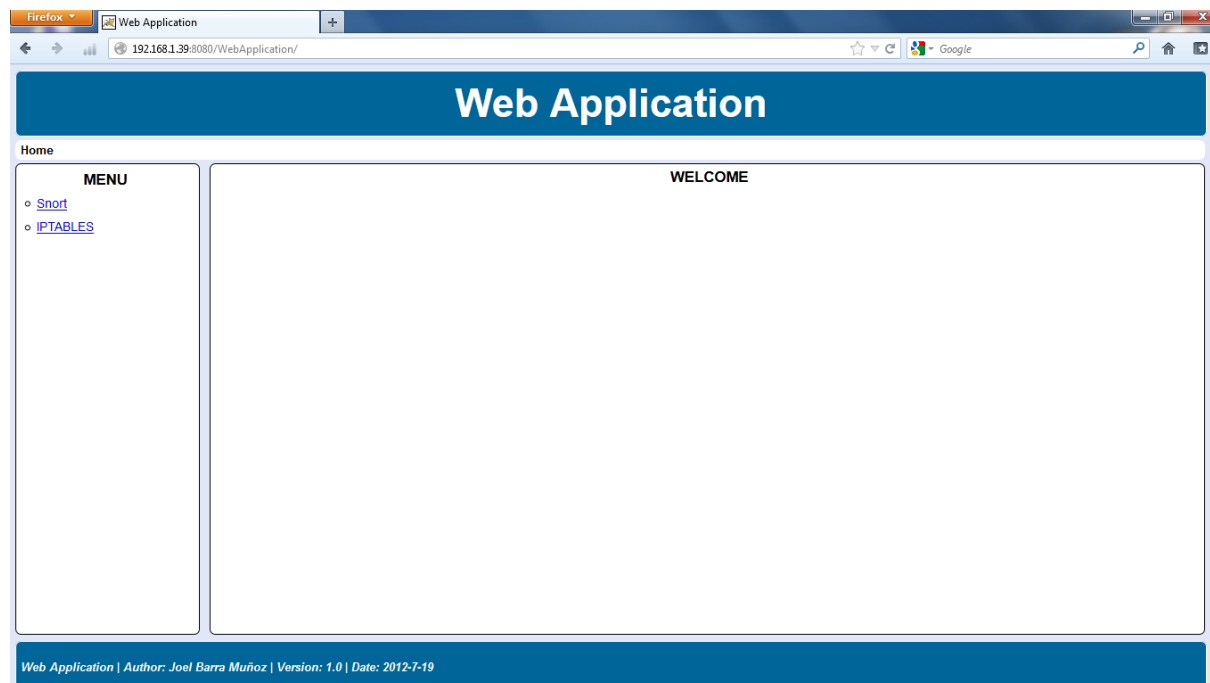 Firefox
Web Application
192.168.1.39:8080/WebApplication/
Google
Web Application
Home
MENU
Snort
IPTABLES
WELCOME
Web Application | Author: Joel Barra Muñoz | Version: 1.0 | Date: 2012-7-19